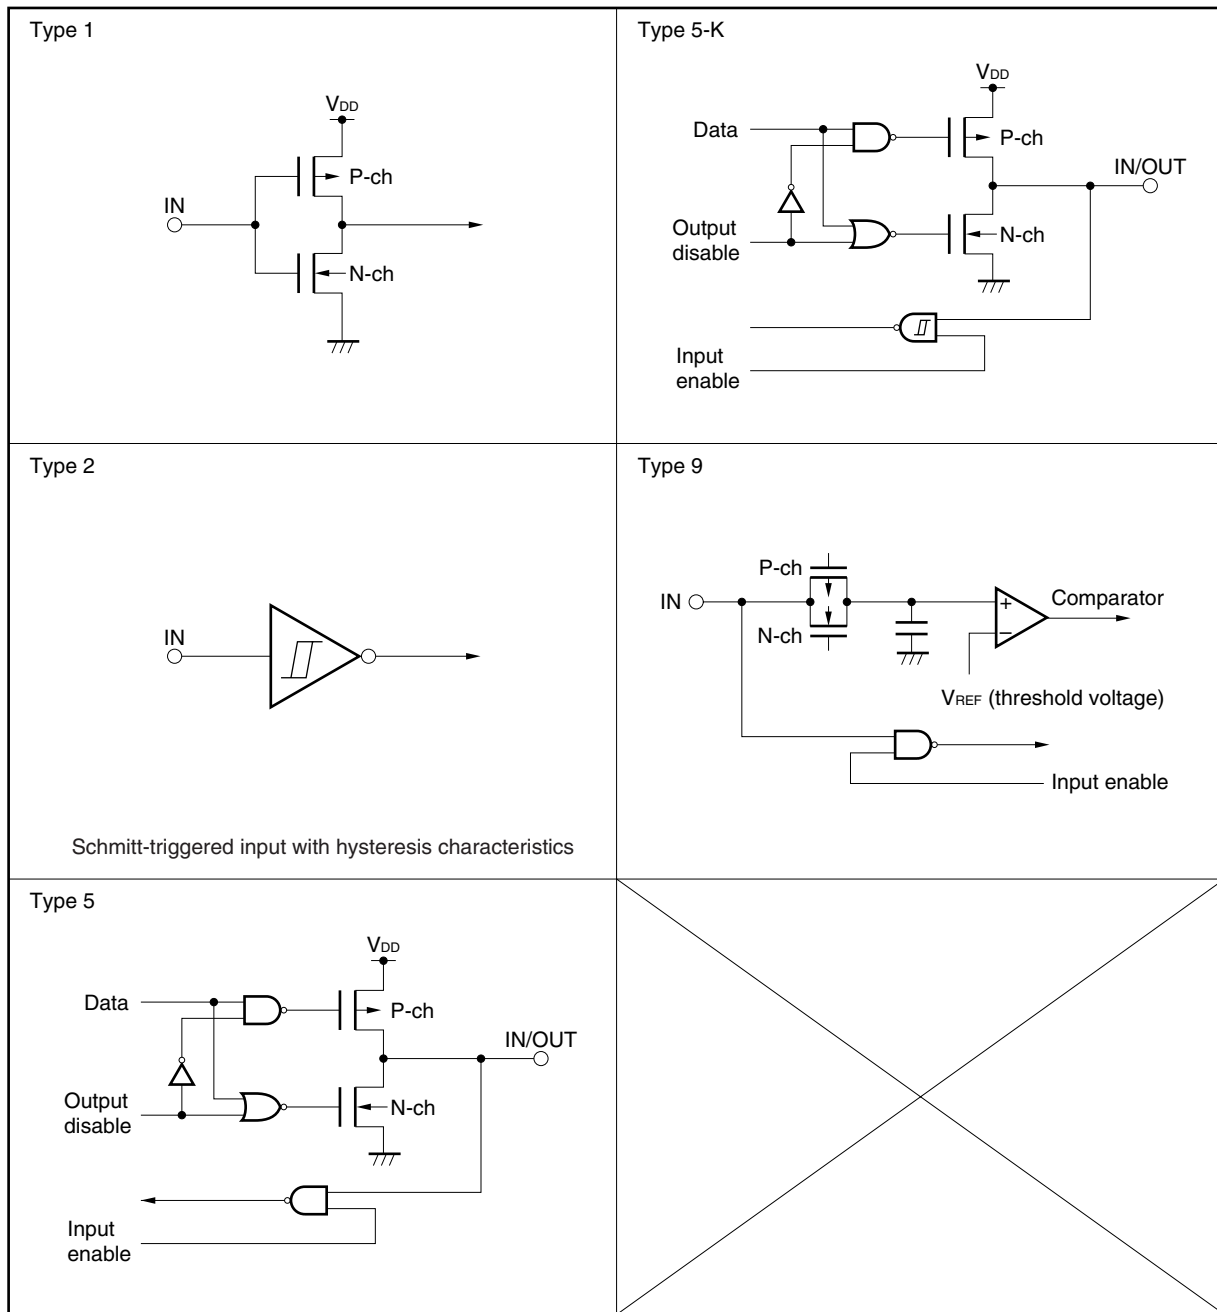 Type 1
VDD
P-ch
IN
N-ch
Type 5-K
VDD
Data
P-ch
IN/OUT
Output
disable
N-ch
Input
enable
Type 2
IN
Schmitt-triggered input with hysteresis characteristics
Type 9
P-ch
IN
N-ch
+
−
Comparator
VREF (threshold voltage)
Input enable
Type 5
VDD
Data
P-ch
IN/OUT
Output
disable
N-ch
Input
enable